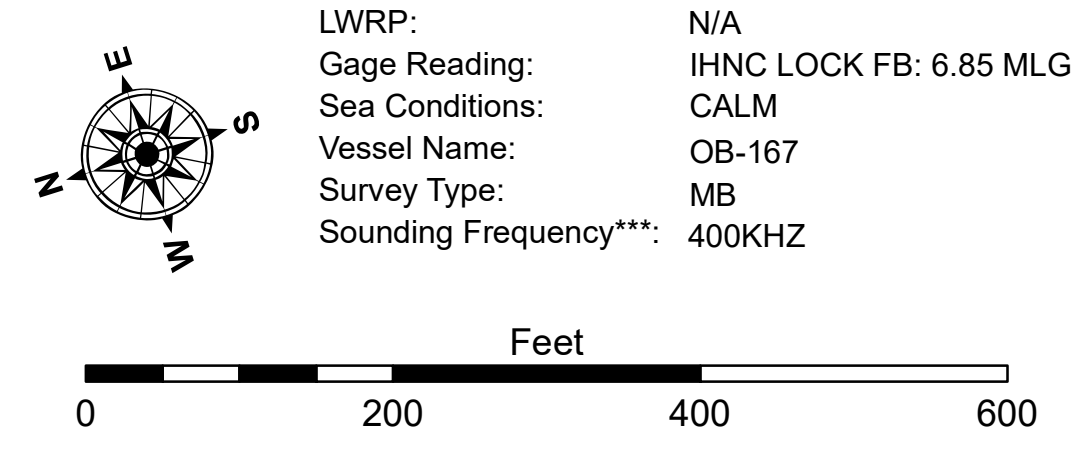 E
S
N
W
LWRP: N/A
Gage Reading: IHNC LOCK FB: 6.85 MLG
Sea Conditions: CALM
Vessel Name: OB-167
Survey Type: MB
Sounding Frequency***: 400KHZ
Feet
0 200 400 600